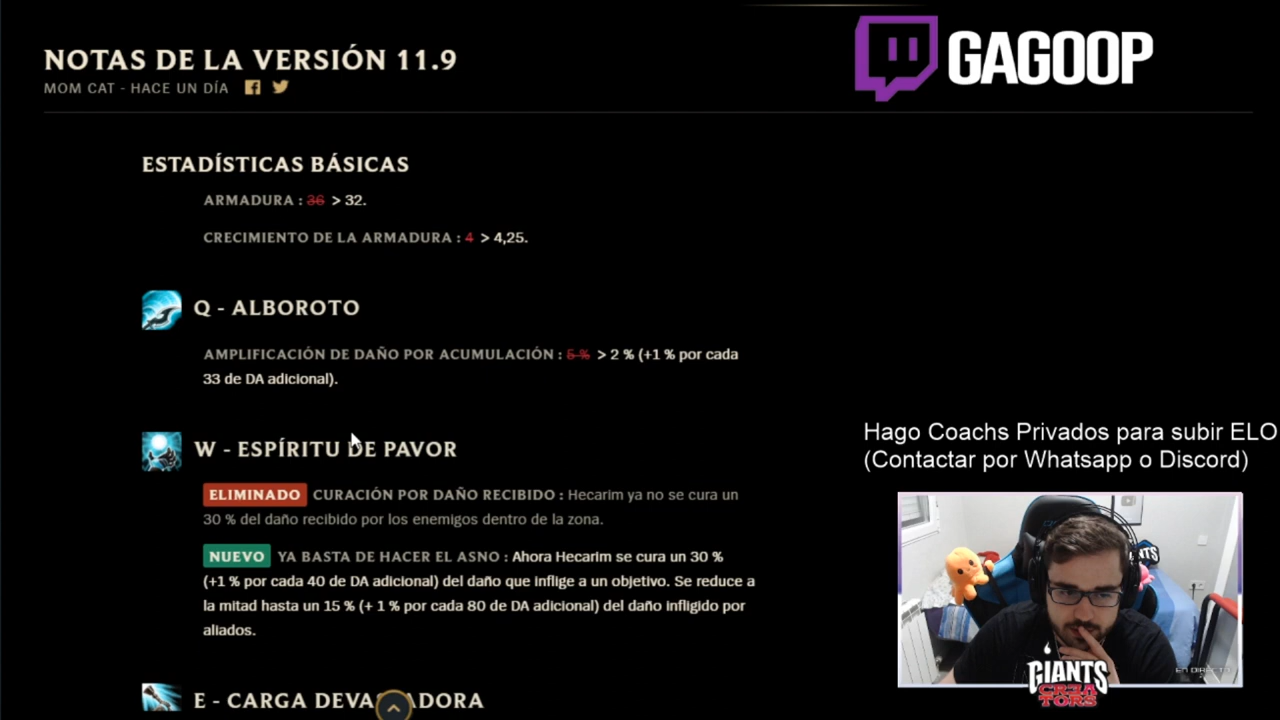 NOTAS DE LA VERSIÓN 11.9
MOM CAT - HACE UN DÍA
GAGOOP
ESTADÍSTICAS BÁSICAS
ARMADURA : 36 > 32.
CRECIMIENTO DE LA ARMADURA : 4 > 4,25.
Q - ALBOROTO
AMPLIFICACIÓN DE DAÑO POR ACUMULACIÓN : 5 % > 2 % (+1 % por cada
33 de DA adicional).
W - ESPÍRITU DE PAVOR
ELIMINADO CURACIÓN POR DAÑO RECIBIDO : Hecarim ya no se cura un
30 % del daño recibido por los enemigos dentro de la zona.
NUEVO YA BASTA DE HACER EL ASNO : Ahora Hecarim se cura un 30 %
(+1 % por cada 40 de DA adicional) del daño que inflige a un objetivo. Se reduce a
la mitad hasta un 15 % (+ 1 % por cada 80 de DA adicional) del daño infligido por
aliados.
E - CARGA DEVASTADORA
Hago Coachs Privados para subir ELO
(Contactar por Whatsapp o Discord)
GIANTS
CREA
TORS
EN DIRECTO